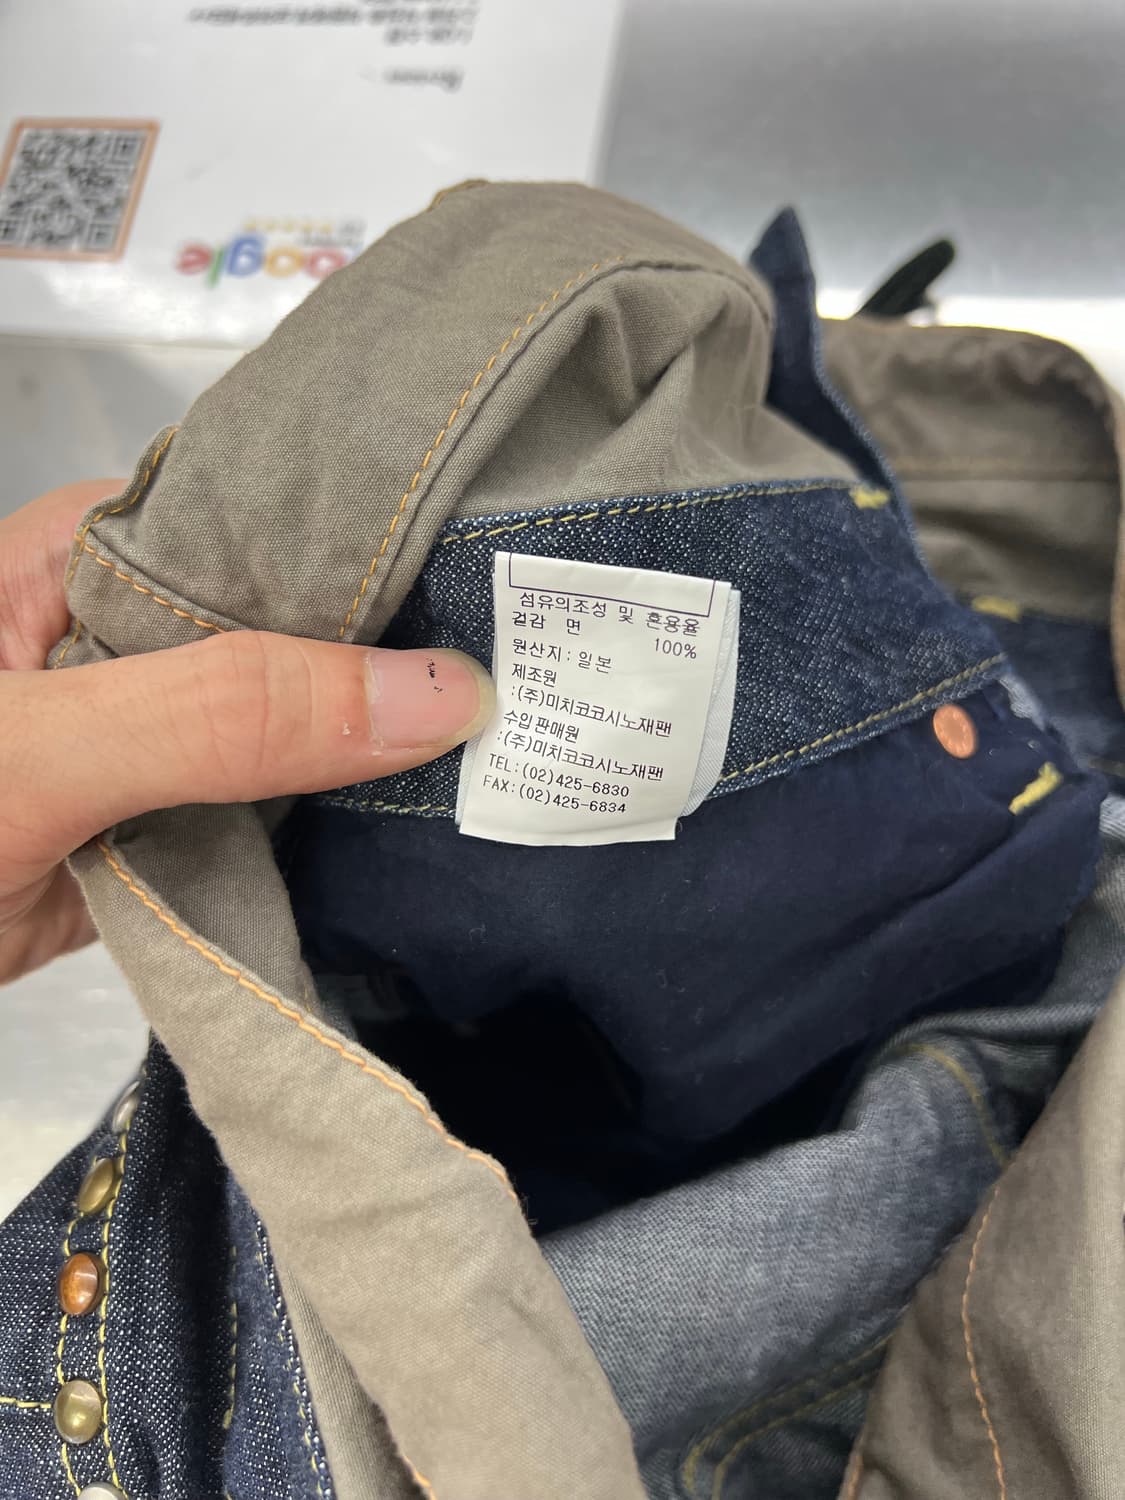 섬유의조성 및 혼용율
겉감 면 100%
원산지 : 일본
제조원
:(주)미치코코시노재팬
수입판매원
:(주)미치코코시노재팬
TEL:(02)425-6830
FAX:(02)425-6834
Google